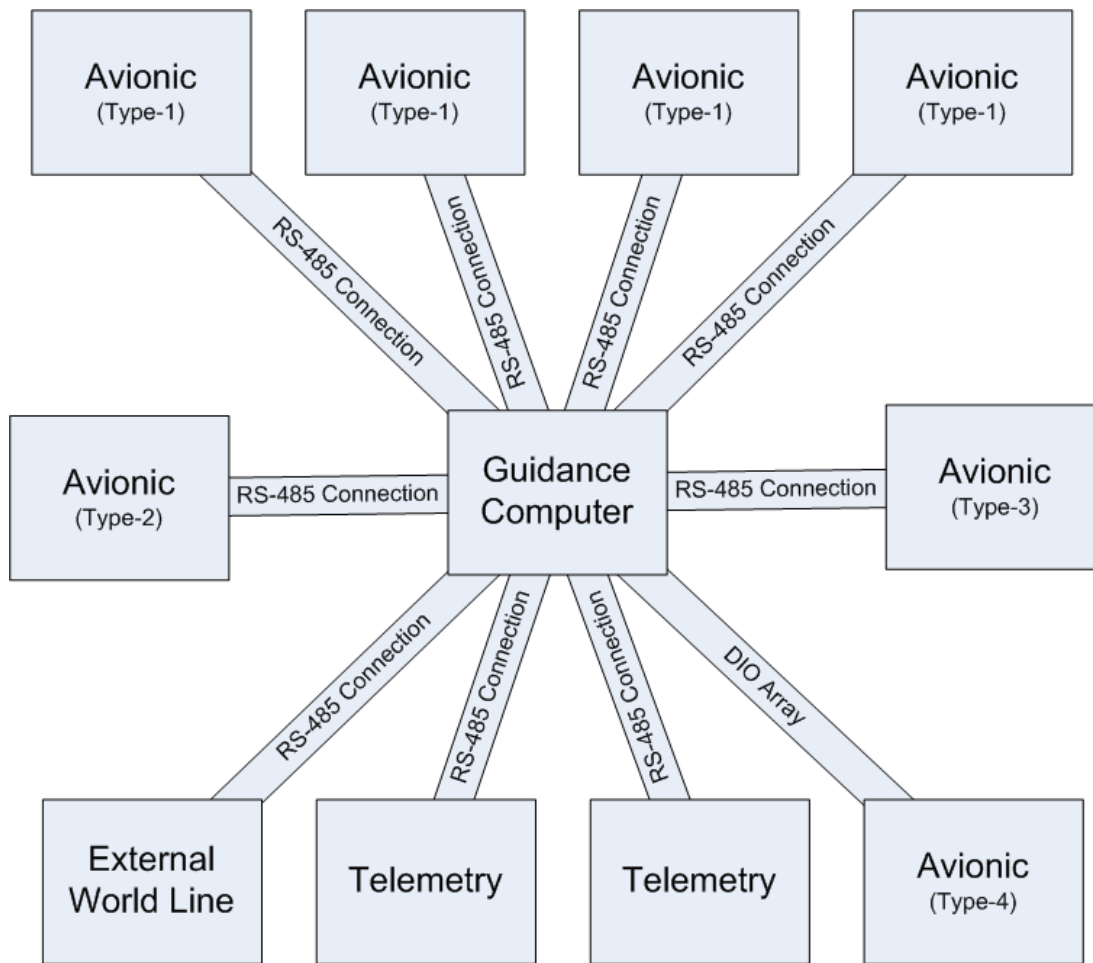 Avionic
(Type-1)
Avionic
(Type-1)
Avionic
(Type-1)
Avionic
(Type-1)
RS-485 Connection
RS-485 Connection
RS-485 Connection
RS-485 Connection
Avionic
(Type-2)
RS-485 Connection
Guidance
Computer
RS-485 Connection
Avionic
(Type-3)
RS-485 Connection
RS-485 Connection
RS-485 Connection
DIO Array
External
World Line
Telemetry
Telemetry
Avionic
(Type-4)